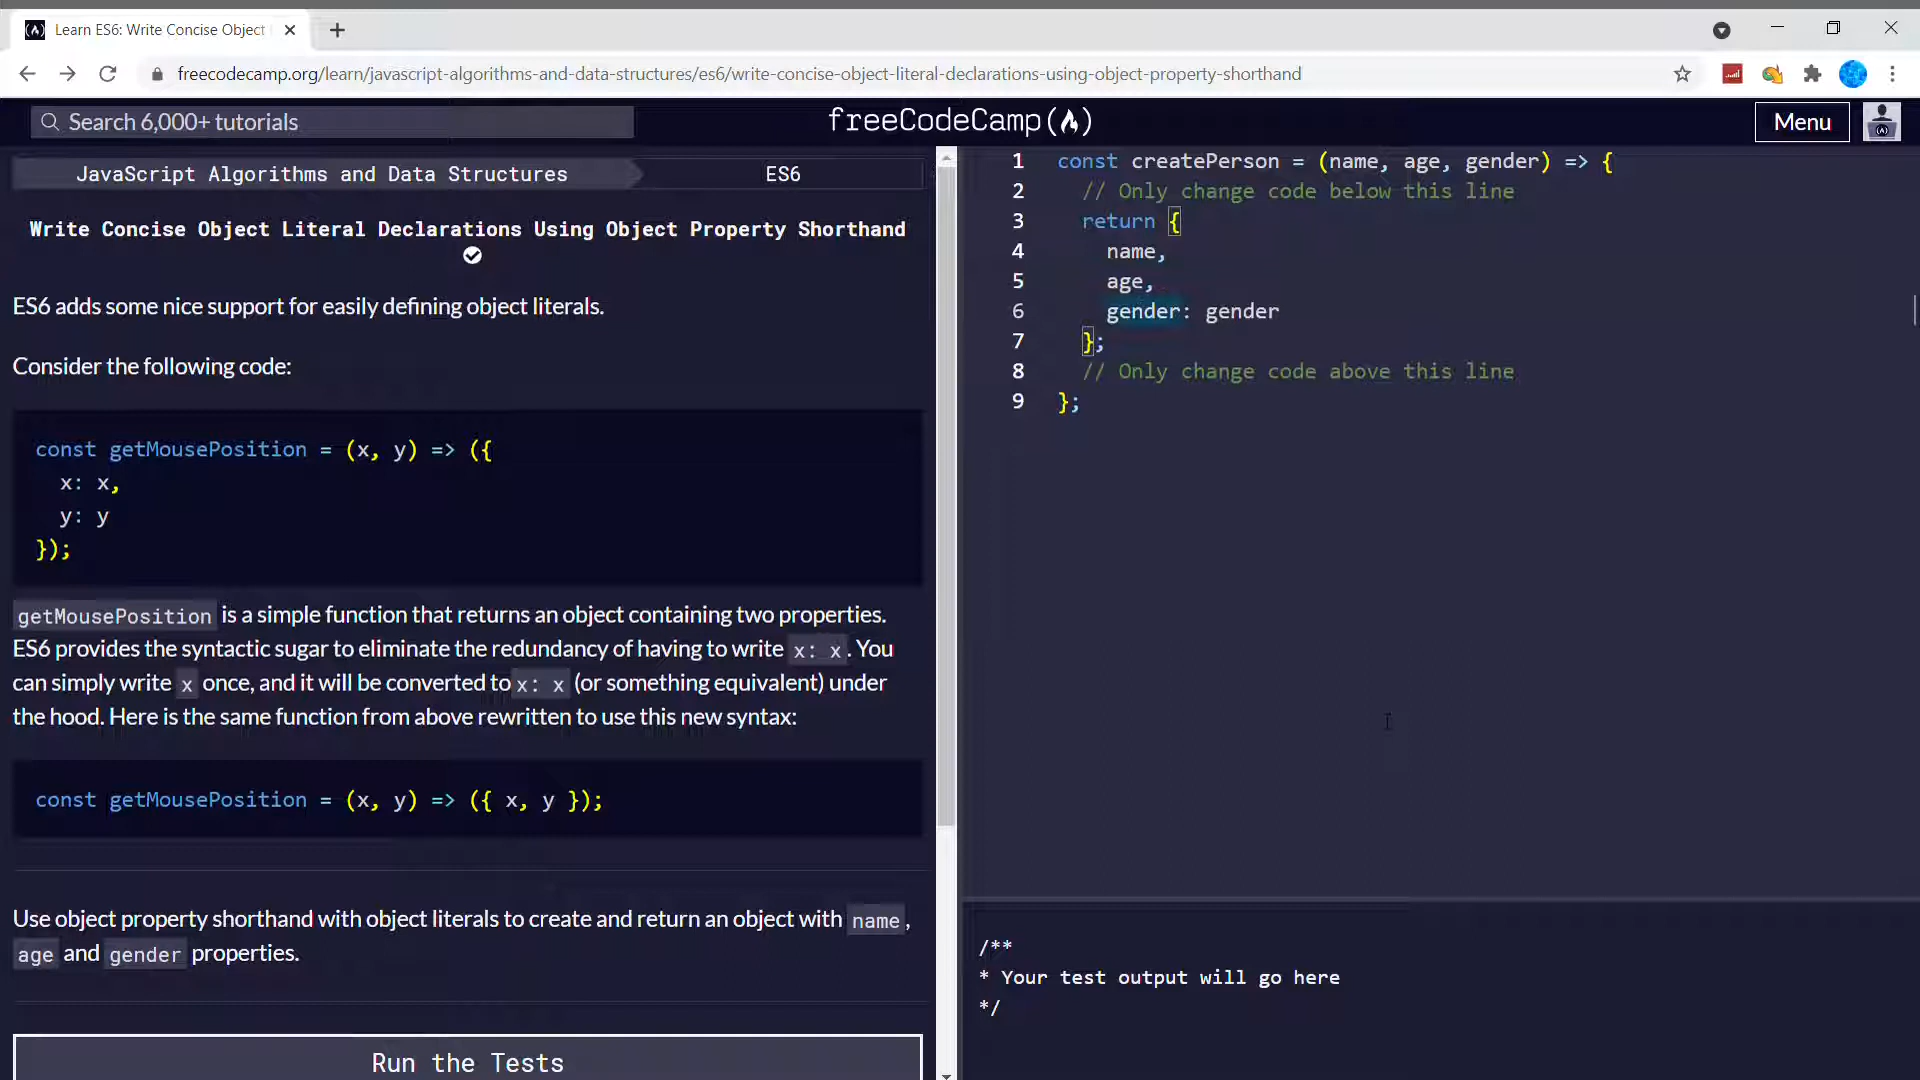 Learn ES6: Write Concise Object
freecodecamp.org/learn/javascript-algorithms-and-data-structures/es6/write-concise-object-literal-declarations-using-object-property-shorthand
Search 6,000+ tutorials
freeCodeCamp
Menu
JavaScript Algorithms and Data Structures
ES6
Write Concise Object Literal Declarations Using Object Property Shorthand
ES6 adds some nice support for easily defining object literals.
Consider the following code:
const getMousePosition = (x, y) => ({
x: x,
y: y
});
getMousePosition is a simple function that returns an object containing two properties.
ES6 provides the syntactic sugar to eliminate the redundancy of having to write x: x. You
can simply write x once, and it will be converted to x: x (or something equivalent) under
the hood. Here is the same function from above rewritten to use this new syntax:
const getMousePosition = (x, y) => ({ x, y });
Use object property shorthand with object literals to create and return an object with name,
age and gender properties.
Run the Tests
1 const createPerson = (name, age, gender) => {
2 // Only change code below this line
3 return {
4 name,
5 age,
6 gender: gender
7 };
8 // Only change code above this line
9 };
/**
* Your test output will go here
*/